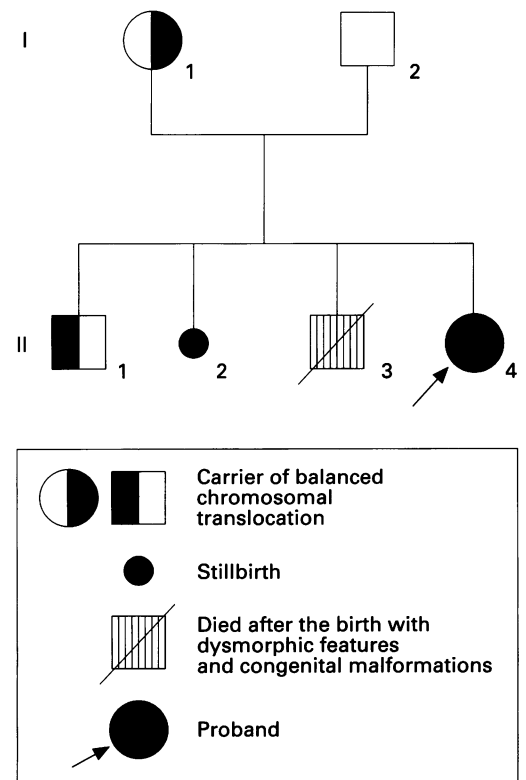 I
1
2
II
1
2
3
4
Carrier of balanced
chromosomal
translocation
Stillbirth
Died after the birth with
dysmorphic features
and congenital malformations
Proband